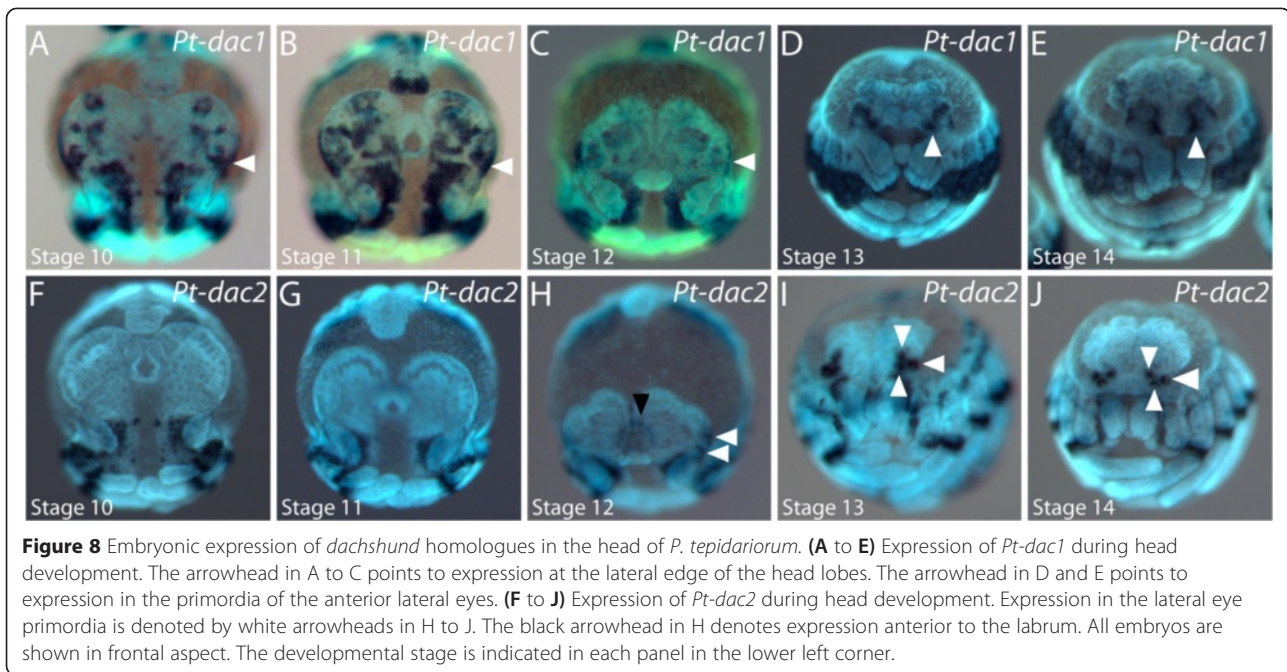 A Pt-dac1 Stage 10
B Pt-dac1 Stage 11
C Pt-dac1 Stage 12
D Pt-dac1 Stage 13
E Pt-dac1 Stage 14
F Pt-dac2 Stage 10
G Pt-dac2 Stage 11
H Pt-dac2 Stage 12
I Pt-dac2 Stage 13
J Pt-dac2 Stage 14
Figure 8 Embryonic expression of dachshund homologues in the head of P. tepidariorum. (A to E) Expression of Pt-dac1 during head
development. The arrowhead in A to C points to expression at the lateral edge of the head lobes. The arrowhead in D and E points to
expression in the primordia of the anterior lateral eyes. (F to J) Expression of Pt-dac2 during head development. Expression in the lateral eye
primordia is denoted by white arrowheads in H to J. The black arrowhead in H denotes expression anterior to the labrum. All embryos are
shown in frontal aspect. The developmental stage is indicated in each panel in the lower left corner.